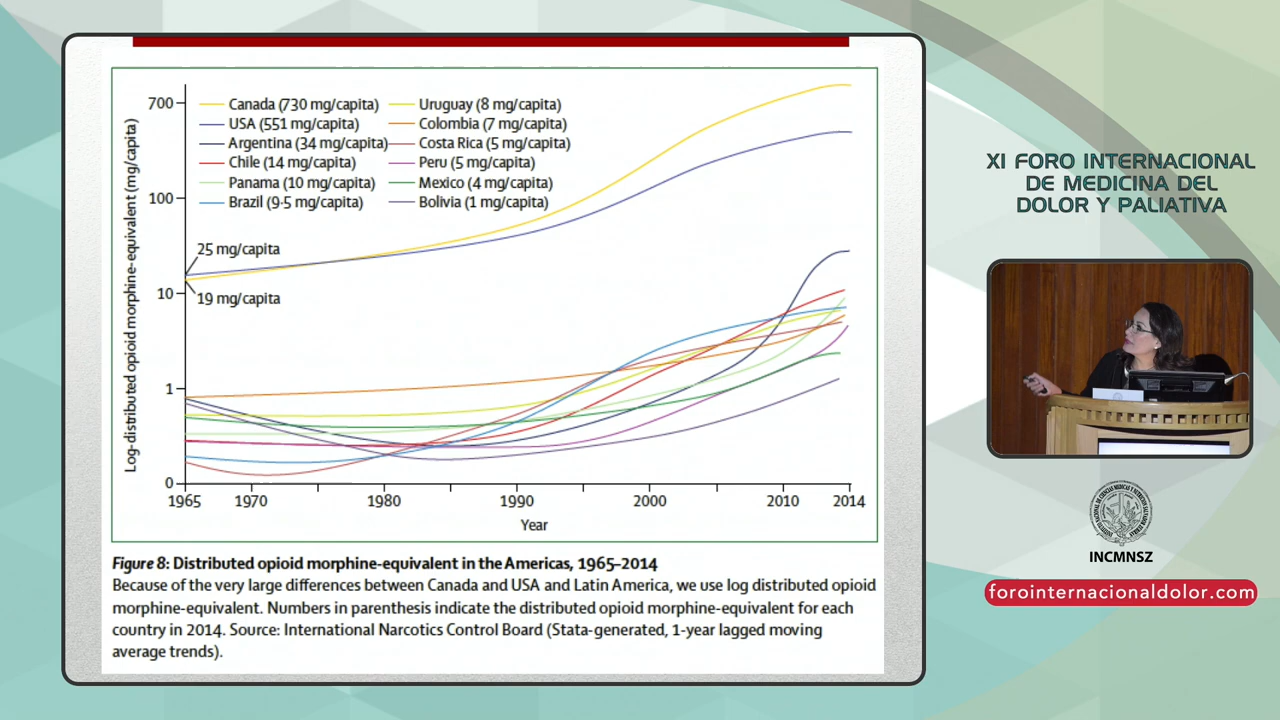 700
100
10
1
0
Log-distributed opioid morphine-equivalent (mg/capita)
Canada (730 mg/capita)
USA (551 mg/capita)
Argentina (34 mg/capita)
Chile (14 mg/capita)
Panama (10 mg/capita)
Brazil (9·5 mg/capita)
Uruguay (8 mg/capita)
Colombia (7 mg/capita)
Costa Rica (5 mg/capita)
Peru (5 mg/capita)
Mexico (4 mg/capita)
Bolivia (1 mg/capita)
25 mg/capita
19 mg/capita
1965 1970 1980 1990 2000 2010 2014
Year
Figure 8: Distributed opioid morphine-equivalent in the Americas, 1965–2014
Because of the very large differences between Canada and USA and Latin America, we use log distributed opioid
morphine-equivalent. Numbers in parenthesis indicate the distributed opioid morphine-equivalent for each
country in 2014. Source: International Narcotics Control Board (Stata-generated, 1-year lagged moving
average trends).
XI FORO INTERNACIONAL
DE MEDICINA DEL
DOLOR Y PALIATIVA
INCMNSZ
forointernacionaldolor.com